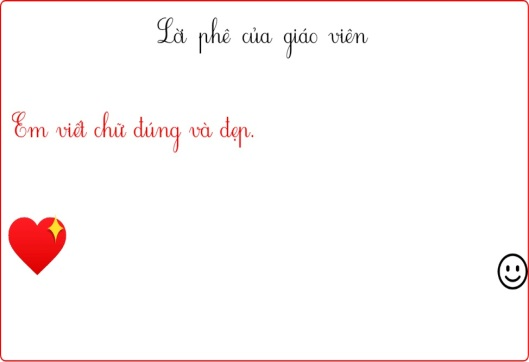 Lời phê của giáo viên
Em viết chữ đúng và đẹp.